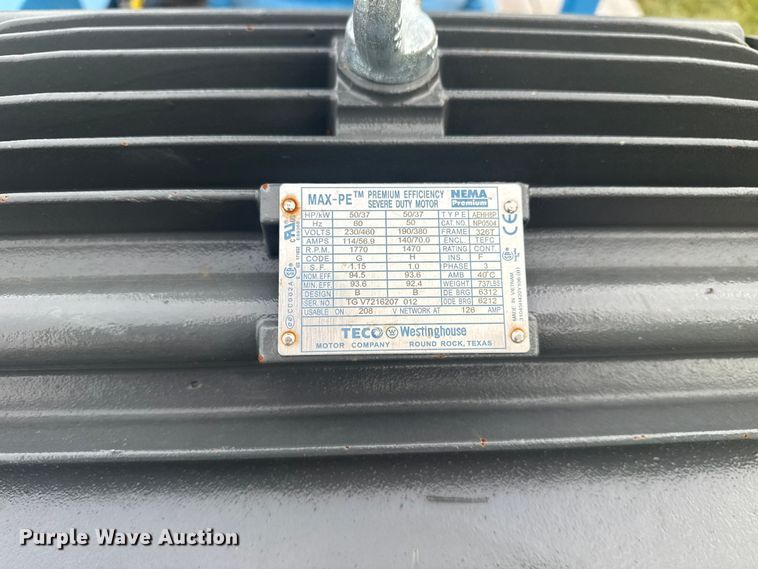 MAX-PE™ PREMIUM EFFICIENCY SEVERE DUTY MOTOR NEMA Premium
HP/kW 50/37 50/37 TYPE AEHH8P
Hz 60 50 CAT. NO. NP0504
VOLTS 230/460 190/380 FRAME 326T
AMPS 114/56.9 140/70.0 ENCL. TEFC
R.P.M. 1770 1470 RATING CONT.
CODE G H INS. F
S.F. 1.15 1.0 PHASE 3
NOM. EFF. 94.5 93.6 AMB 40°C
MIN. EFF. 93.6 92.4 WEIGHT 737LBS
DESIGN B B DE BRG 6312
SER. NO. TG V7216207 012 ODE BRG 6212
USABLE ON 208 V NETWORK AT 126 AMP
TECO Westinghouse
MOTOR COMPANY ROUND ROCK, TEXAS
CC002A
CE
MADE IN VIETNAM
Purple Wave Auction